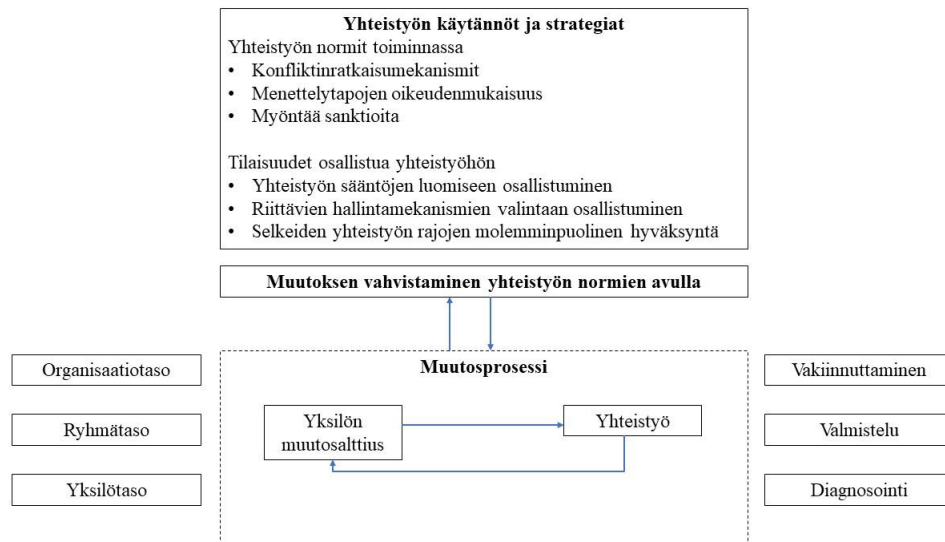 Yhteistyön käytännöt ja strategiat
Yhteistyön normit toiminnassa
• Konfliktinratkaisumekanismit
• Menettelytapojen oikeudenmukaisuus
• Myöntää sanktioita
Tilaisuudet osallistua yhteistyöhön
• Yhteistyön sääntöjen luomiseen osallistuminen
• Riittävien hallintamekanismien valintaan osallistuminen
• Selkeiden yhteistyön rajojen molemminpuolinen hyväksyntä
Muutoksen vahvistaminen yhteistyön normien avulla
Organisaatiotaso
Ryhmätaso
Yksilötaso
Muutosprosessi
Yksilön
muutosalttius
Yhteistyö
Vakiinnuttaminen
Valmistelu
Diagnosointi